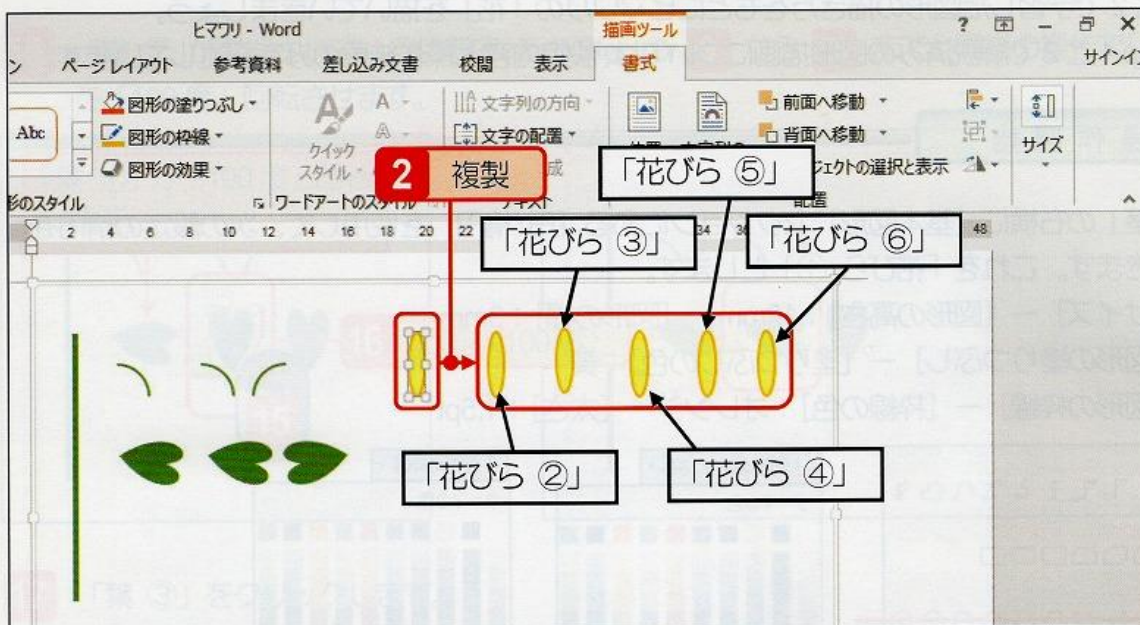 ヒマワリ - Word 描画ツール ?
ページ レイアウト 参考資料 差し込み文書 校閲 表示 書式 サインイン
図形の塗りつぶし A 文字列の方向 前面へ移動
Abc 図形の枠線 A 文字の配置 背面へ移動 サイズ
図形の効果 クイック スタイル ジェクトの選択と表示
形のスタイル ワードアートのスタイル テキスト 配置
2 複製
「花びら ⑤」
2 4 6 8 10 12 14 16 18 20 22 34 48
「花びら ③」 「花びら ⑥」
「花びら ②」 「花びら ④」